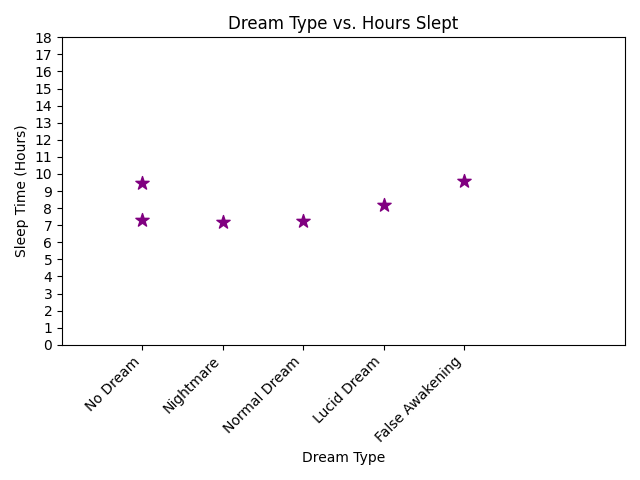 Dream Type vs. Hours Slept
Sleep Time (Hours)
18
17
16
15
14
13
12
11
10
9
8
7
6
5
4
3
2
1
0
No Dream
Nightmare
Normal Dream
Lucid Dream
False Awakening
Dream Type